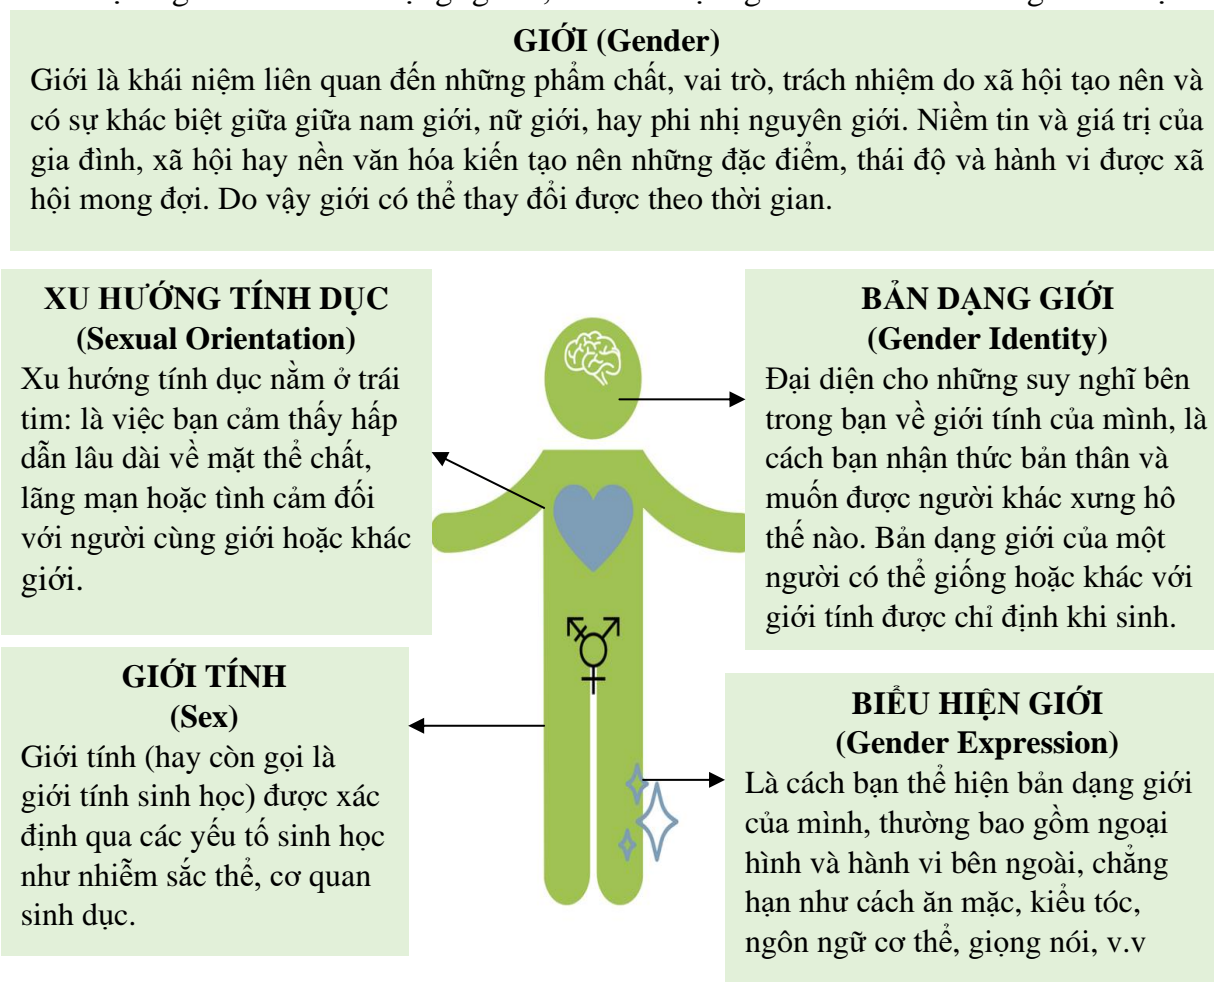 GIỚI (Gender)
Giới là khái niệm liên quan đến những phẩm chất, vai trò, trách nhiệm do xã hội tạo nên và
có sự khác biệt giữa giữa nam giới, nữ giới, hay phi nhị nguyên giới. Niềm tin và giá trị của
gia đình, xã hội hay nền văn hóa kiến tạo nên những đặc điểm, thái độ và hành vi được xã
hội mong đợi. Do vậy giới có thể thay đổi được theo thời gian.
XU HƯỚNG TÍNH DỤC
(Sexual Orientation)
Xu hướng tính dục nằm ở trái
tim: là việc bạn cảm thấy hấp
dẫn lâu dài về mặt thể chất,
lãng mạn hoặc tình cảm đối
với người cùng giới hoặc khác
giới.
BẢN DẠNG GIỚI
(Gender Identity)
Đại diện cho những suy nghĩ bên
trong bạn về giới tính của mình, là
cách bạn nhận thức bản thân và
muốn được người khác xưng hô
thế nào. Bản dạng giới của một
người có thể giống hoặc khác với
giới tính được chỉ định khi sinh.
GIỚI TÍNH
(Sex)
Giới tính (hay còn gọi là
giới tính sinh học) được xác
định qua các yếu tố sinh học
như nhiễm sắc thể, cơ quan
sinh dục.
BIỂU HIỆN GIỚI
(Gender Expression)
Là cách bạn thể hiện bản dạng giới
của mình, thường bao gồm ngoại
hình và hành vi bên ngoài, chẳng
hạn như cách ăn mặc, kiểu tóc,
ngôn ngữ cơ thể, giọng nói, v.v